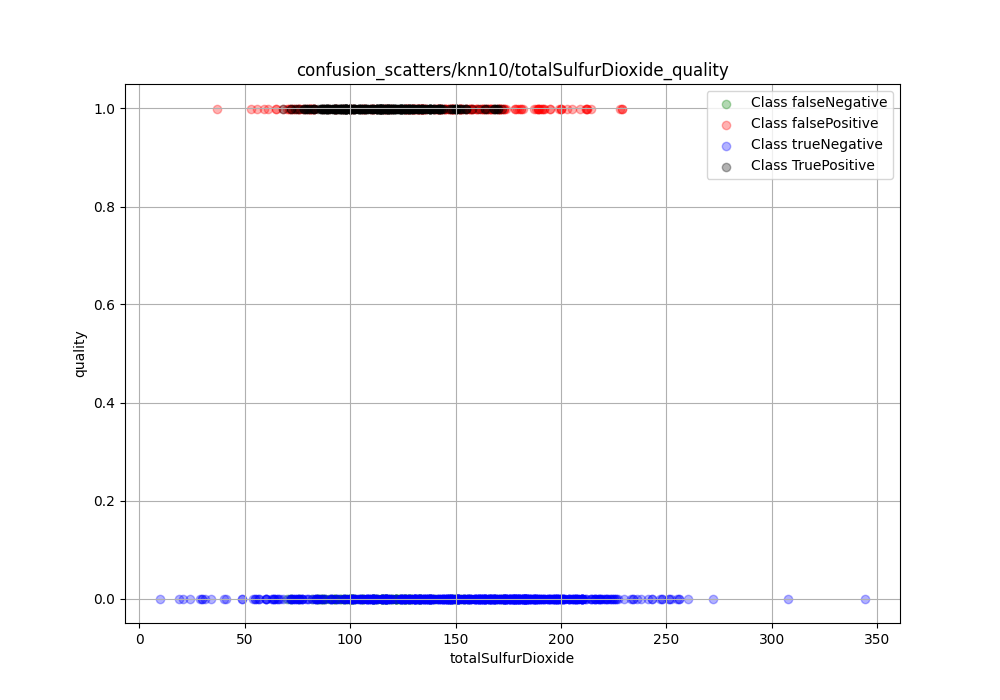 confusion_scatters/knn10/totalSulfurDioxide_quality
Class falseNegative
Class falsePositive
Class trueNegative
Class TruePositive
1.0
0.8
0.6
0.4
0.2
0.0
quality
0 50 100 150 200 250 300 350
totalSulfurDioxide